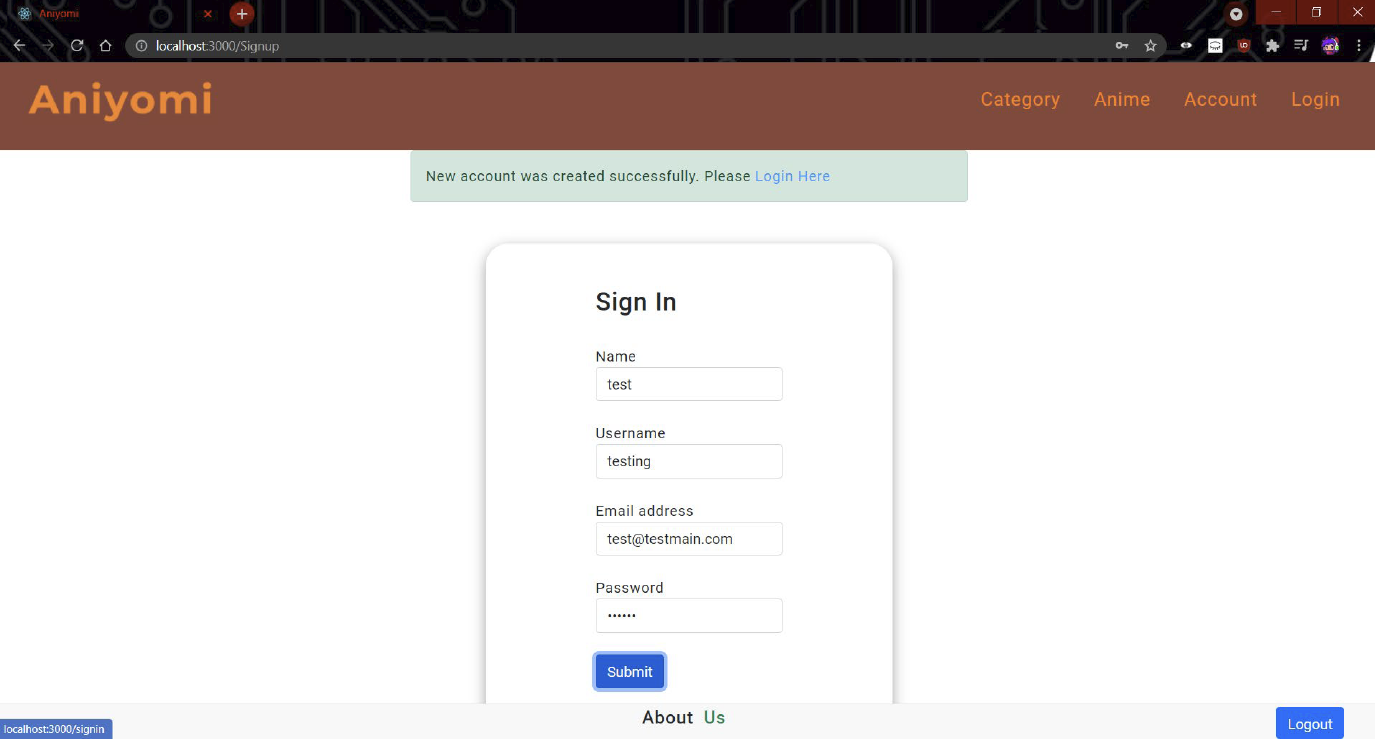 Aniyomi
localhost:3000/Signup
Aniyomi
Category Anime Account Login
New account was created successfully. Please Login Here
Sign In
Name
test
Username
testing
Email address
test@testmain.com
Password
••••••
Submit
About Us
Logout
localhost:3000/signin